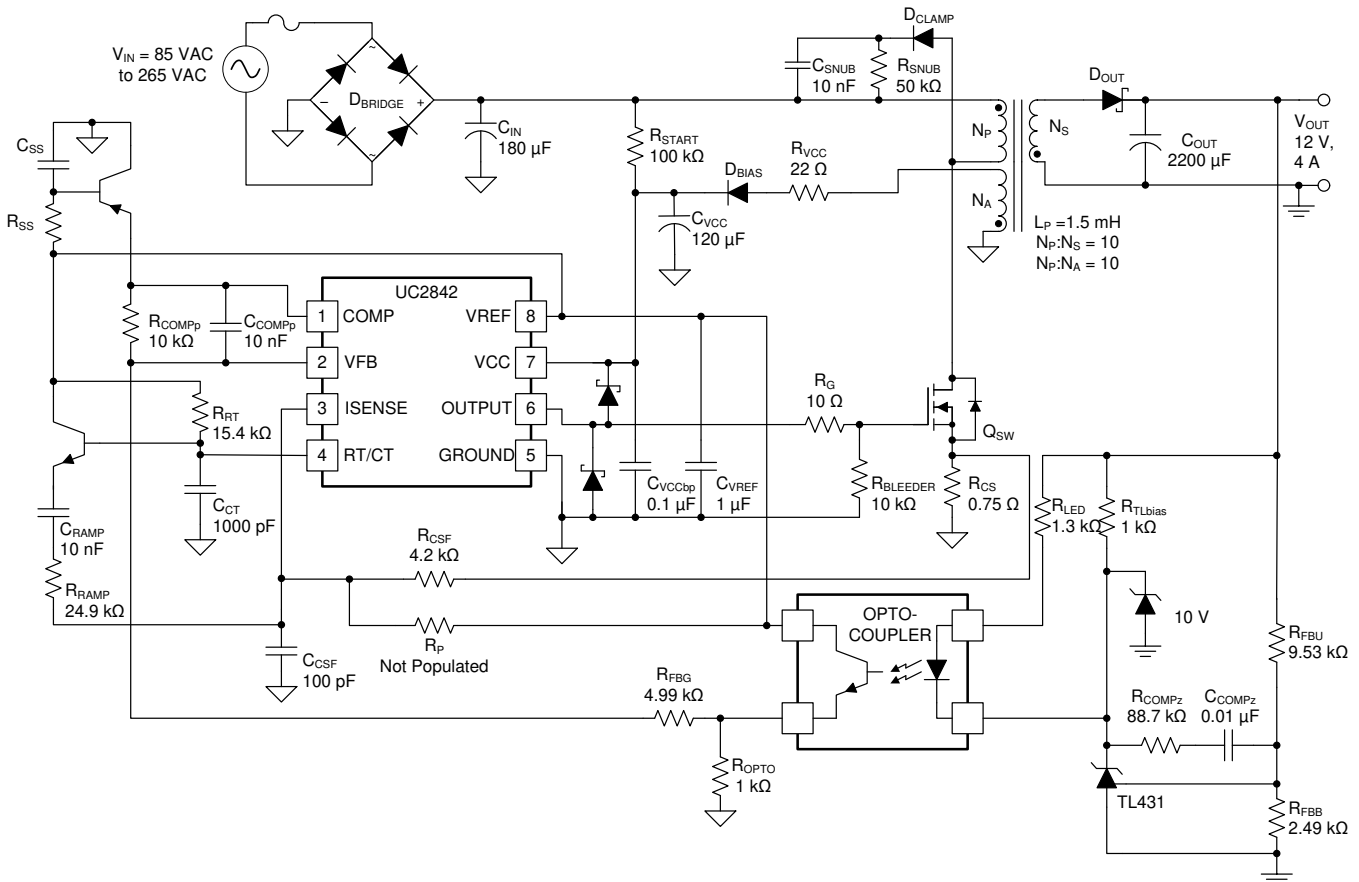 V_IN = 85 VAC
to 265 VAC
~
−
+
~
D_BRIDGE
C_IN
180 µF
D_CLAMP
C_SNUB
10 nF
R_SNUB
50 kΩ
D_OUT
N_P
N_S
N_A
C_OUT
2200 µF
V_OUT
12 V,
4 A
R_START
100 kΩ
R_VCC
22 Ω
D_BIAS
C_VCC
120 µF
L_P =1.5 mH
N_P:N_S = 10
N_P:N_A = 10
C_SS
R_SS
UC2842
1 COMP
2 VFB
3 ISENSE
4 RT/CT
VREF 8
VCC 7
OUTPUT 6
GROUND 5
R_COMPp
10 kΩ
C_COMPp
10 nF
R_RT
15.4 kΩ
C_CT
1000 pF
C_RAMP
10 nF
R_RAMP
24.9 kΩ
R_G
10 Ω
Q_SW
C_VCCbp
0.1 µF
C_VREF
1 µF
R_BLEEDER
10 kΩ
R_CS
0.75 Ω
R_LED
1.3 kΩ
R_TLbias
1 kΩ
R_CSF
4.2 kΩ
R_P
Not Populated
C_CSF
100 pF
OPTO-
COUPLER
10 V
R_FBU
9.53 kΩ
R_FBG
4.99 kΩ
R_OPTO
1 kΩ
R_COMPz
88.7 kΩ
C_COMPz
0.01 µF
TL431
R_FBB
2.49 kΩ